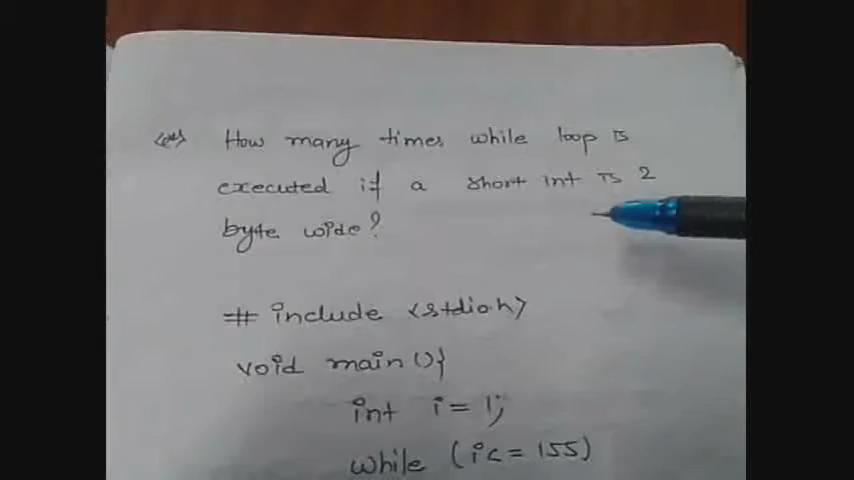 How many times while loop is
executed if a short int is 2
byte wide?
# include <stdio.h>
void main(){
int i = 1;
while (i<= 155)